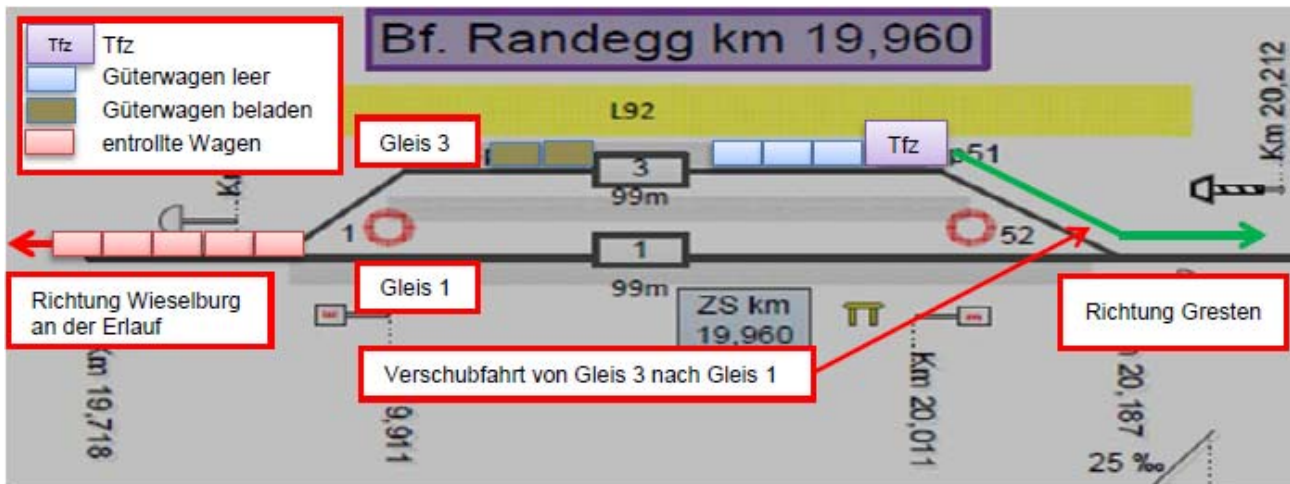 Bf. Randegg km 19,960
Tfz Tfz
Güterwagen leer
Güterwagen beladen
entrollte Wagen
L92
Km 20,212
Gleis 3
Tfz
51
3
99m
1
52
1
Gleis 1
99m
Richtung Wieselburg
an der Erlauf
ZS km
19,960
Richtung Gresten
Verschubfahrt von Gleis 3 nach Gleis 1
Km 19,718
9,911
Km 20,011
20,187
25 ‰